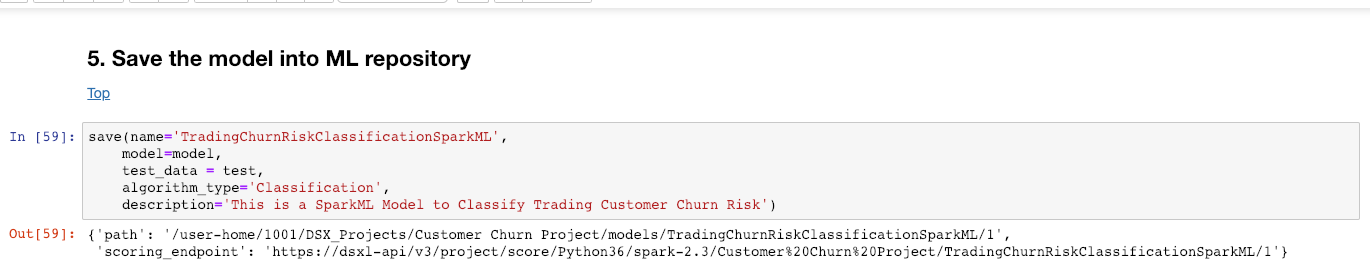 5. Save the model into ML repository
Top
In [59]: save(name='TradingChurnRiskClassificationSparkML',
model=model,
test_data = test,
algorithm_type='Classification',
description='This is a SparkML Model to Classify Trading Customer Churn Risk')
Out[59]: {'path': '/user-home/1001/DSX_Projects/Customer Churn Project/models/TradingChurnRiskClassificationSparkML/1',
'scoring_endpoint': 'https://dsxl-api/v3/project/score/Python36/spark-2.3/Customer%20Churn%20Project/TradingChurnRiskClassificationSparkML/1'}